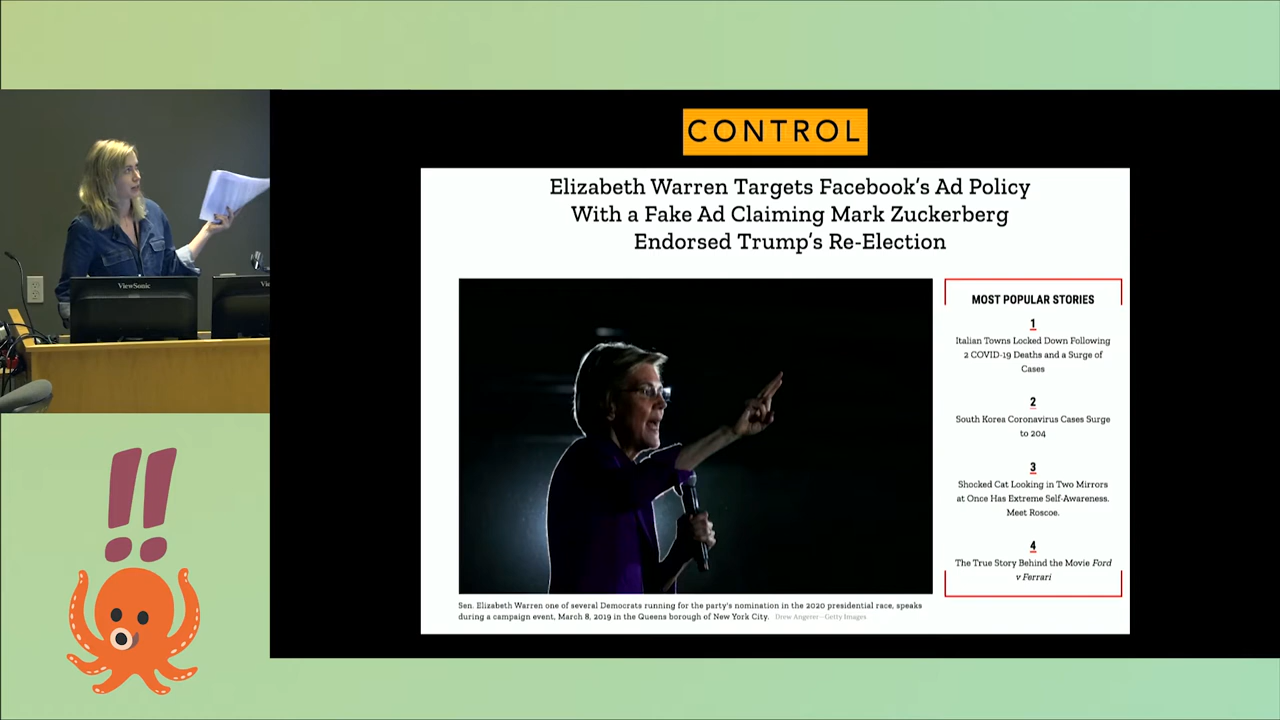 CONTROL
Elizabeth Warren Targets Facebook's Ad Policy
With a Fake Ad Claiming Mark Zuckerberg
Endorsed Trump's Re-Election
MOST POPULAR STORIES
1
Italian Towns Locked Down Following
2 COVID-19 Deaths and a Surge of
Cases
2
South Korea Coronavirus Cases Surge
to 204
3
Shocked Cat Looking in Two Mirrors
at Once Has Extreme Self-Awareness.
Meet Roscoe.
4
The True Story Behind the Movie Ford
v Ferrari
Sen. Elizabeth Warren one of several Democrats running for the party's nomination in the 2020 presidential race, speaks
during a campaign event, March 8, 2019 in the Queens borough of New York City. Drew Angerer—Getty Images
ViewSonic
Vie
!!